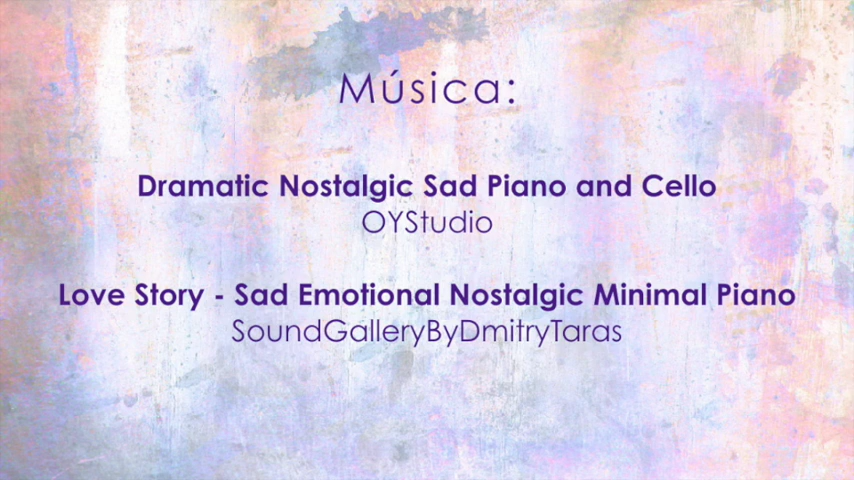 Música:
Dramatic Nostalgic Sad Piano and Cello
OYStudio
Love Story - Sad Emotional Nostalgic Minimal Piano
SoundGalleryByDmitryTaras